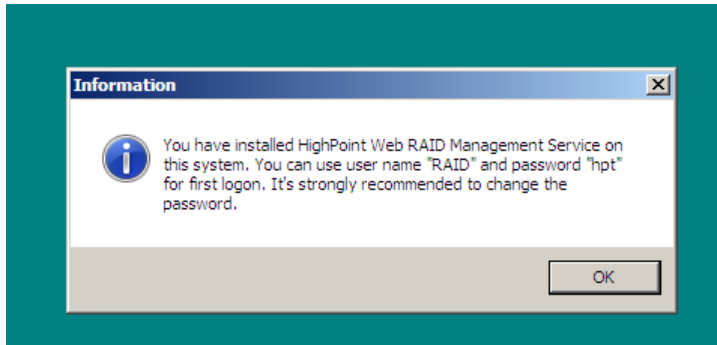 Information
You have installed HighPoint Web RAID Management Service on
this system. You can use user name "RAID" and password "hpt"
for first logon. It's strongly recommended to change the
password.
OK